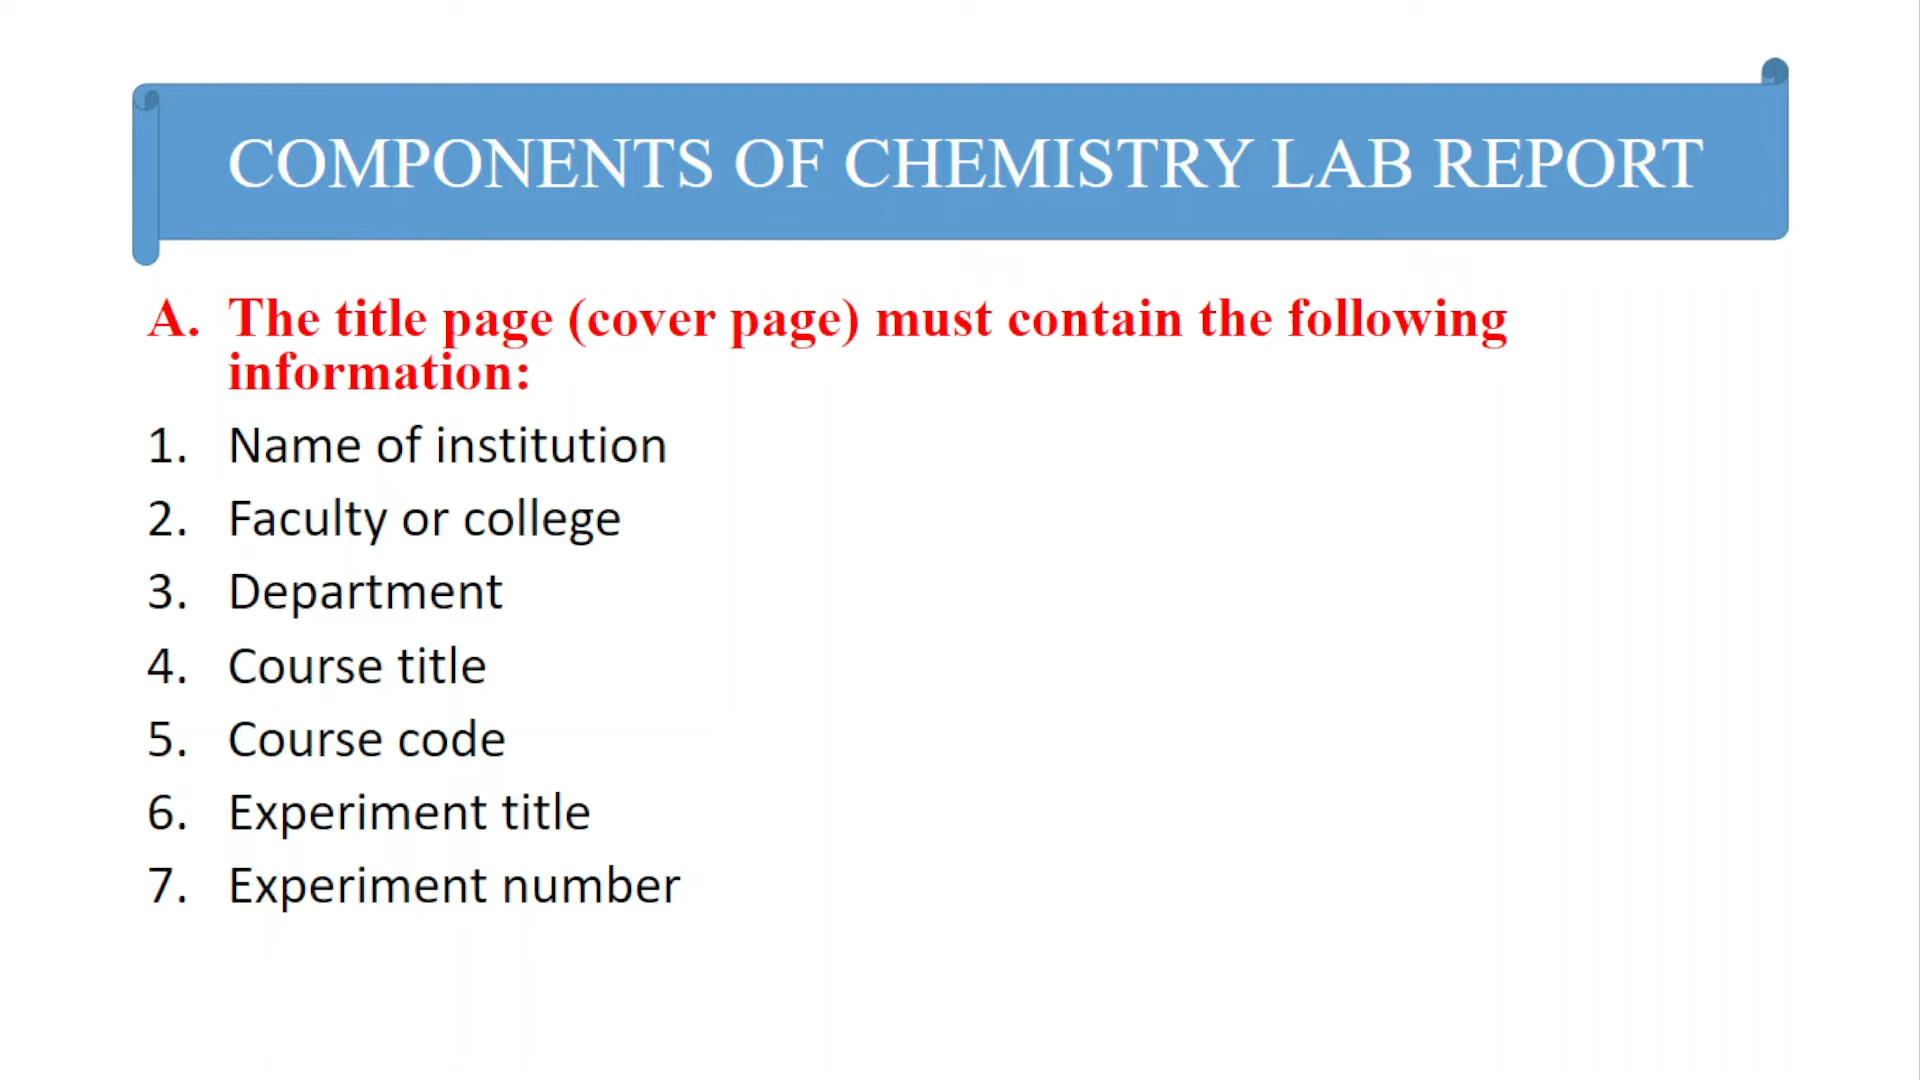 COMPONENTS OF CHEMISTRY LAB REPORT
A. The title page (cover page) must contain the following
information:
1. Name of institution
2. Faculty or college
3. Department
4. Course title
5. Course code
6. Experiment title
7. Experiment number